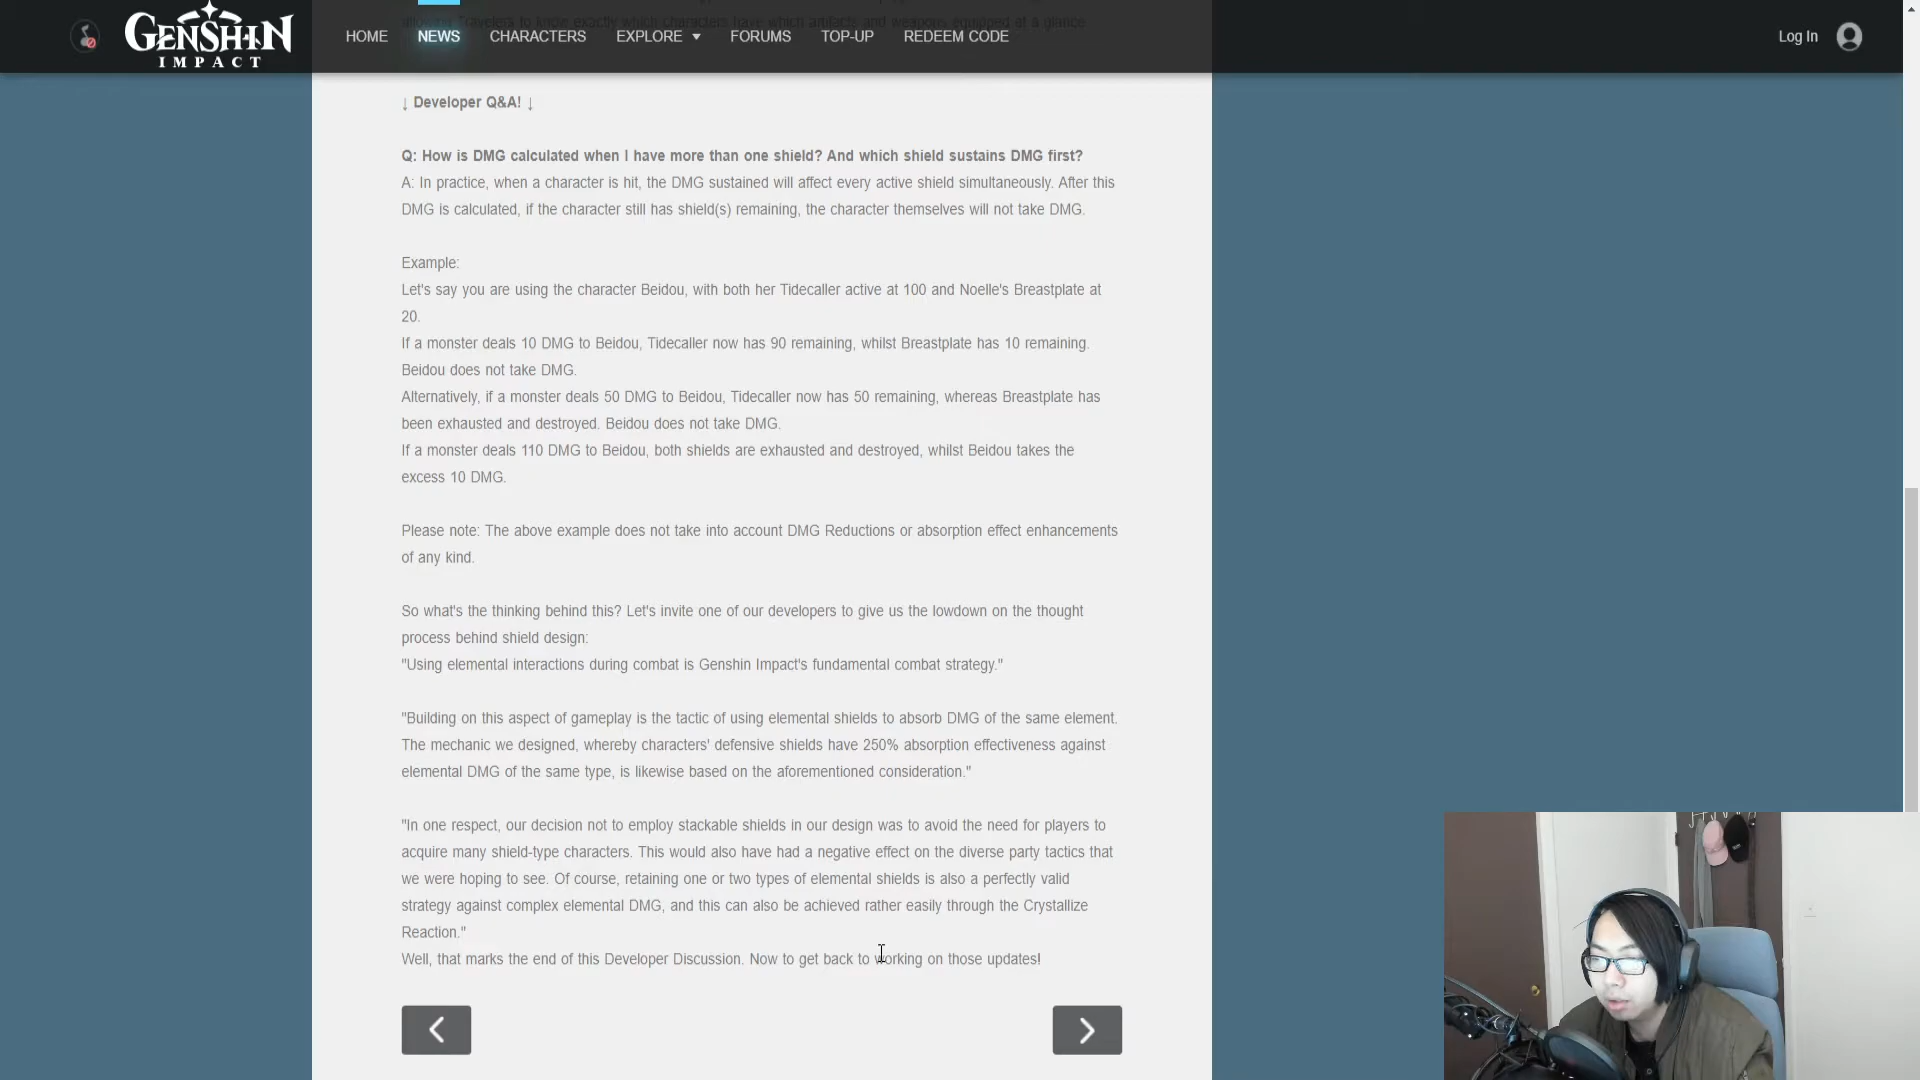 allowing Travelers to know exactly which characters have which artifacts and weapons equipped at a glance.
GENSHIN
IMPACT
HOME
NEWS
CHARACTERS
EXPLORE
FORUMS
TOP-UP
REDEEM CODE
Log In
↓ Developer Q&A! ↓
Q: How is DMG calculated when I have more than one shield? And which shield sustains DMG first?
A: In practice, when a character is hit, the DMG sustained will affect every active shield simultaneously. After this
DMG is calculated, if the character still has shield(s) remaining, the character themselves will not take DMG.
Example:
Let's say you are using the character Beidou, with both her Tidecaller active at 100 and Noelle's Breastplate at
20.
If a monster deals 10 DMG to Beidou, Tidecaller now has 90 remaining, whilst Breastplate has 10 remaining.
Beidou does not take DMG.
Alternatively, if a monster deals 50 DMG to Beidou, Tidecaller now has 50 remaining, whereas Breastplate has
been exhausted and destroyed. Beidou does not take DMG.
If a monster deals 110 DMG to Beidou, both shields are exhausted and destroyed, whilst Beidou takes the
excess 10 DMG.
Please note: The above example does not take into account DMG Reductions or absorption effect enhancements
of any kind.
So what's the thinking behind this? Let's invite one of our developers to give us the lowdown on the thought
process behind shield design:
"Using elemental interactions during combat is Genshin Impact's fundamental combat strategy."
"Building on this aspect of gameplay is the tactic of using elemental shields to absorb DMG of the same element.
The mechanic we designed, whereby characters' defensive shields have 250% absorption effectiveness against
elemental DMG of the same type, is likewise based on the aforementioned consideration."
"In one respect, our decision not to employ stackable shields in our design was to avoid the need for players to
acquire many shield-type characters. This would also have had a negative effect on the diverse party tactics that
we were hoping to see. Of course, retaining one or two types of elemental shields is also a perfectly valid
strategy against complex elemental DMG, and this can also be achieved rather easily through the Crystallize
Reaction."
Well, that marks the end of this Developer Discussion. Now to get back to working on those updates!